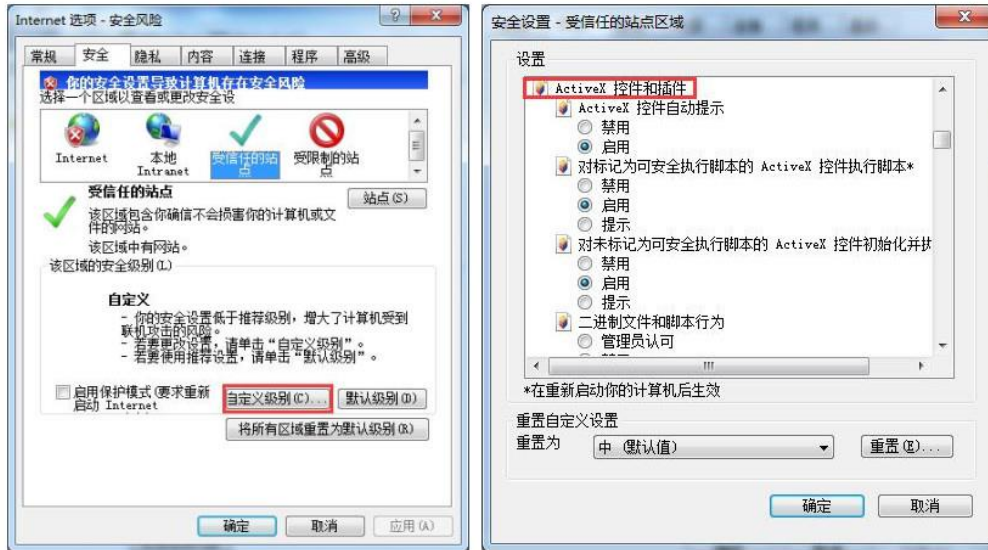 Internet 选项 - 安全风险
常规 安全 隐私 内容 连接 程序 高级
你的安全设置导致计算机存在安全风险
选择一个区域以查看或更改安全设
Internet
本地
Intranet
受信任的站
点
受限制的站
点
受信任的站点
站点(S)
该区域包含你确信不会损害你的计算机或文
件的网站。
该区域中有网站。
该区域的安全级别(L)
自定义
- 你的安全设置低于推荐级别，增大了计算机受到
联机攻击的风险。
- 若要更改设置，请单击“自定义级别”。
- 若要使用推荐设置，请单击“默认级别”。
启用保护模式(要求重新
启动 Internet
自定义级别(C)... 默认级别(D)
将所有区域重置为默认级别(R)
确定 取消 应用(A)
安全设置 - 受信任的站点区域
设置
ActiveX 控件和插件
ActiveX 控件自动提示
禁用
启用
对标记为可安全执行脚本的 ActiveX 控件执行脚本*
禁用
启用
提示
对未标记为可安全执行脚本的 ActiveX 控件初始化并执
禁用
启用
提示
二进制文件和脚本行为
管理员认可
*在重新启动你的计算机后生效
重置自定义设置
重置为 中 (默认值) 重置(E)...
确定 取消